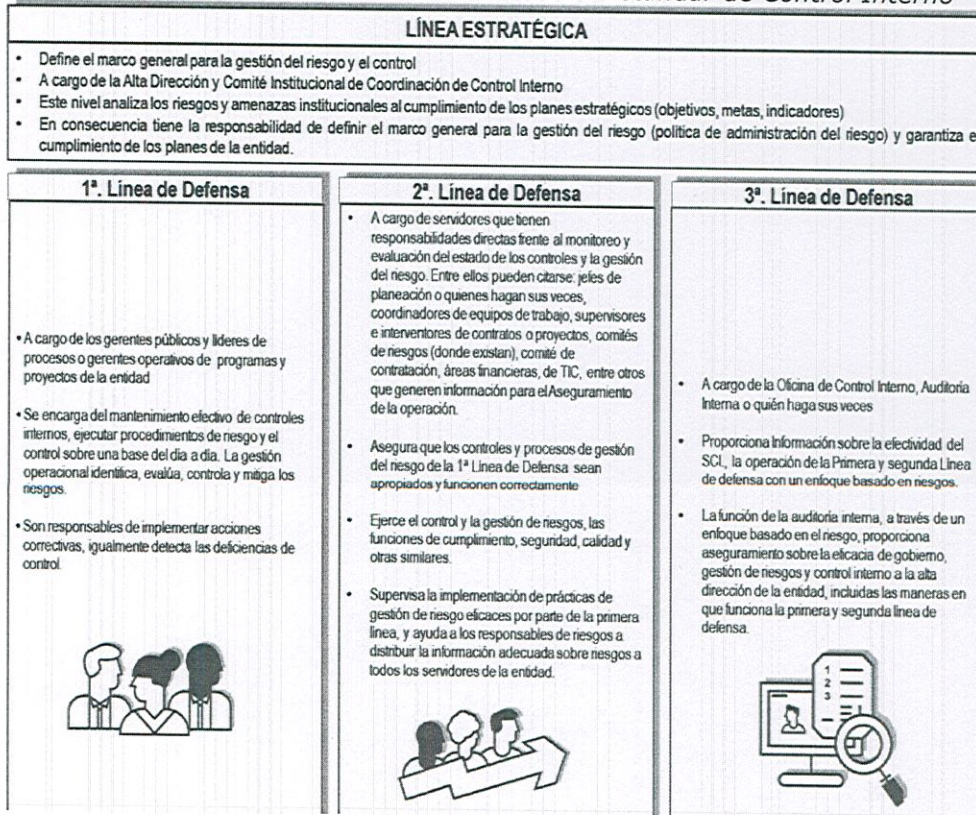 de Control Interno
LÍNEA ESTRATÉGICA
• Define el marco general para la gestión del riesgo y el control
• A cargo de la Alta Dirección y Comité Institucional de Coordinación de Control Interno
• Este nivel analiza los riesgos y amenazas institucionales al cumplimiento de los planes estratégicos (objetivos, metas, indicadores)
• En consecuencia tiene la responsabilidad de definir el marco general para la gestión del riesgo (política de administración del riesgo) y garantiza e
cumplimiento de los planes de la entidad.
1ª. Línea de Defensa
• A cargo de los gerentes públicos y líderes de
procesos o gerentes operativos de programas y
proyectos de la entidad
• Se encarga del mantenimiento efectivo de controles
internos, ejecutar procedimientos de riesgo y el
control sobre una base del día a día. La gestión
operacional identifica, evalúa, controla y mitiga los
riesgos.
• Son responsables de implementar acciones
correctivas, igualmente detecta las deficiencias de
control.
2ª. Línea de Defensa
• A cargo de servidores que tienen
responsabilidades directas frente al monitoreo y
evaluación del estado de los controles y la gestión
del riesgo. Entre ellos pueden citarse: jefes de
planeación o quienes hagan sus veces,
coordinadores de equipos de trabajo, supervisores
e interventores de contratos o proyectos, comités
de riesgos (donde existan), comité de
contratación, áreas financieras, de TIC, entre otros
que generen información para el Aseguramiento
de la operación.
• Asegura que los controles y procesos de gestión
del riesgo de la 1ª Línea de Defensa sean
apropiados y funcionen correctamente
• Ejerce el control y la gestión de riesgos, las
funciones de cumplimiento, seguridad, calidad y
otras similares.
• Supervisa la implementación de prácticas de
gestión de riesgo eficaces por parte de la primera
línea, y ayuda a los responsables de riesgos a
distribuir la información adecuada sobre riesgos a
todos los servidores de la entidad.
3ª. Línea de Defensa
• A cargo de la Oficina de Control Interno, Auditoría
Interna o quién haga sus veces
• Proporciona Información sobre la efectividad del
SCI., la operación de la Primera y segunda Línea
de defensa con un enfoque basado en riesgos.
• La función de la auditoría interna, a través de un
enfoque basado en el riesgo, proporciona
aseguramiento sobre la eficacia de gobierno,
gestión de riesgos y control interno a la alta
dirección de la entidad, incluidas las maneras en
que funciona la primera y segunda línea de
defensa.
1
2
3